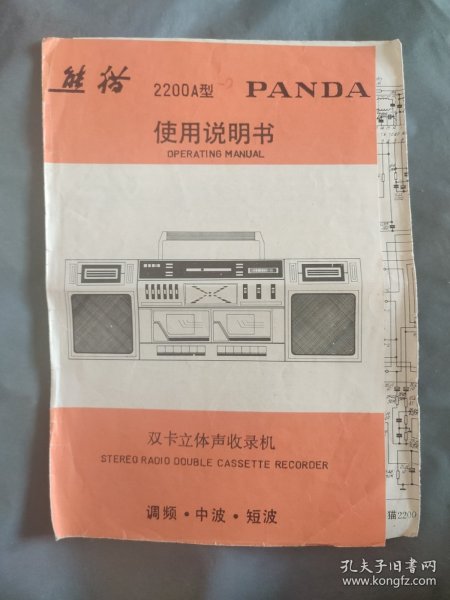 熊猫 2200A型 PANDA
使用说明书
OPERATING MANUAL
双卡立体声收录机
STEREO RADIO DOUBLE CASSETTE RECORDER
调频・中波・短波
猫2200
孔夫子旧书网
www.kongfz.com